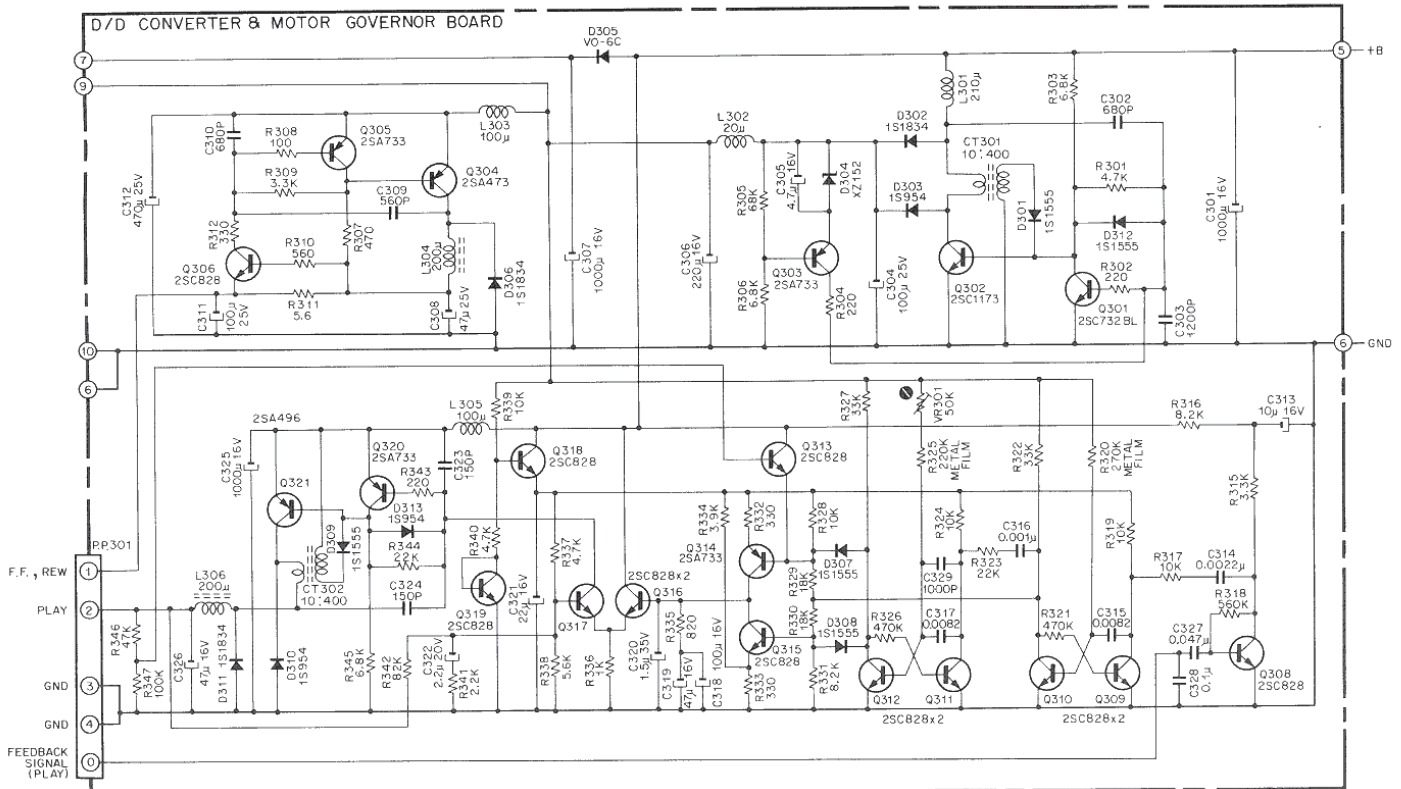 D/D CONVERTER & MOTOR GOVERNOR BOARD
D305
VO-6C
7
9
5
+B
L301
210μ
R303
6.8K
C302
680P
C310
680P
R308
100
Q305
2SA733
L303
100μ
L302
20μ
D302
1S1834
CT301
10:400
R309
3.3K
Q304
2SA473
C312
470μ 25V
C309
560P
R305
68K
C305
4.7μ 16V
D304
XZ152
D303
1S954
D301
1S1555
R301
4.7K
C301
1000μ 16V
R312
330
R310
560
R307
470
L304
200μ
D312
1S1555
Q306
2SC828
D306
1S1834
C307
1000μ 16V
C306
220μ 16V
Q303
2SA733
C304
100μ 25V
Q302
2SC1173
R302
220
C311
100μ
25V
R311
5.6
C308
47μ 25V
R306
6.8K
R304
220
Q301
2SC732BL
C303
1200P
10
6
GND
6
R339
10K
R327
33K
VR301
50K
R316
8.2K
C313
10μ 16V
2SA496
L305
100μ
C325
1000μ 16V
Q320
2SA733
C323
150P
Q318
2SC828
Q313
2SC828
R325
220K
METAL
FILM
R322
33K
R320
270K
METAL
FILM
R343
220
Q321
D313
1S954
R315
3.3K
R334
3.9K
R332
330
R328
10K
R324
10K
C316
0.001μ
R319
10K
D309
1S1555
R344
22K
R340
4.7K
R337
4.7K
Q314
2SA733
D307
1S1555
R323
22K
R317
10K
C314
0.0022μ
P.P.301
F.F., REW
1
L306
200μ
CT302
10:400
C324
150P
C321
22μ 16V
2SC828x2
Q316
R329
18K
C329
1000P
R318
560K
PLAY
2
Q319
2SC828
Q317
R335
820
R330
18K
D308
1S1555
R326
470K
C317
0.0082
R321
470K
C315
0.0082
C327
0.047μ
R346
47K
C326
47μ 16V
D311 1S1834
D310
1S954
R345
6.8K
R342
82K
C322
2.2μ 20V
R341
2.2K
R338
5.6K
R336
1K
C320
1.5μ 35V
C319
47μ 16V
C318 100μ 16V
Q315
2SC828
R333
330
R331
8.2K
C328
0.1μ
Q308
2SC828
R347
100K
GND
3
GND
4
Q312
Q311
Q310
Q309
2SC828x2
2SC828x2
FEEDBACK
SIGNAL
(PLAY)
0